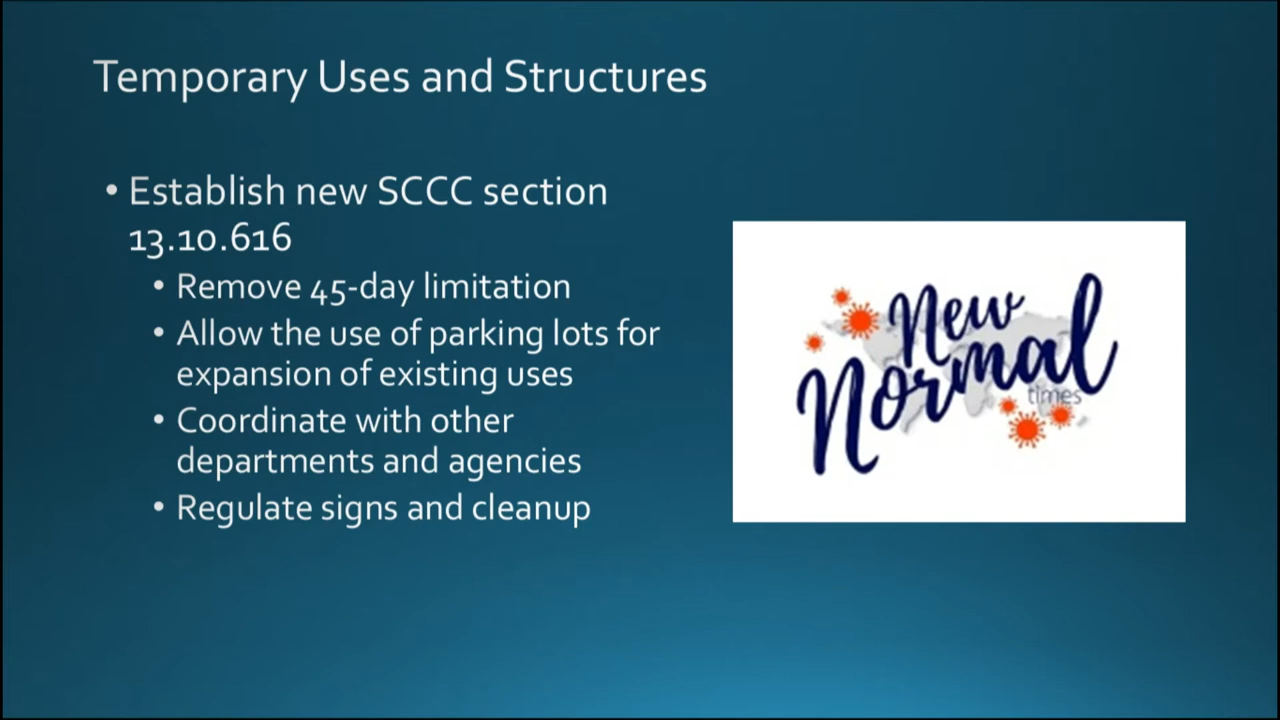 Temporary Uses and Structures
• Establish new SCCC section
13.10.616
• Remove 45-day limitation
• Allow the use of parking lots for
expansion of existing uses
• Coordinate with other
departments and agencies
• Regulate signs and cleanup
New
Normal
times